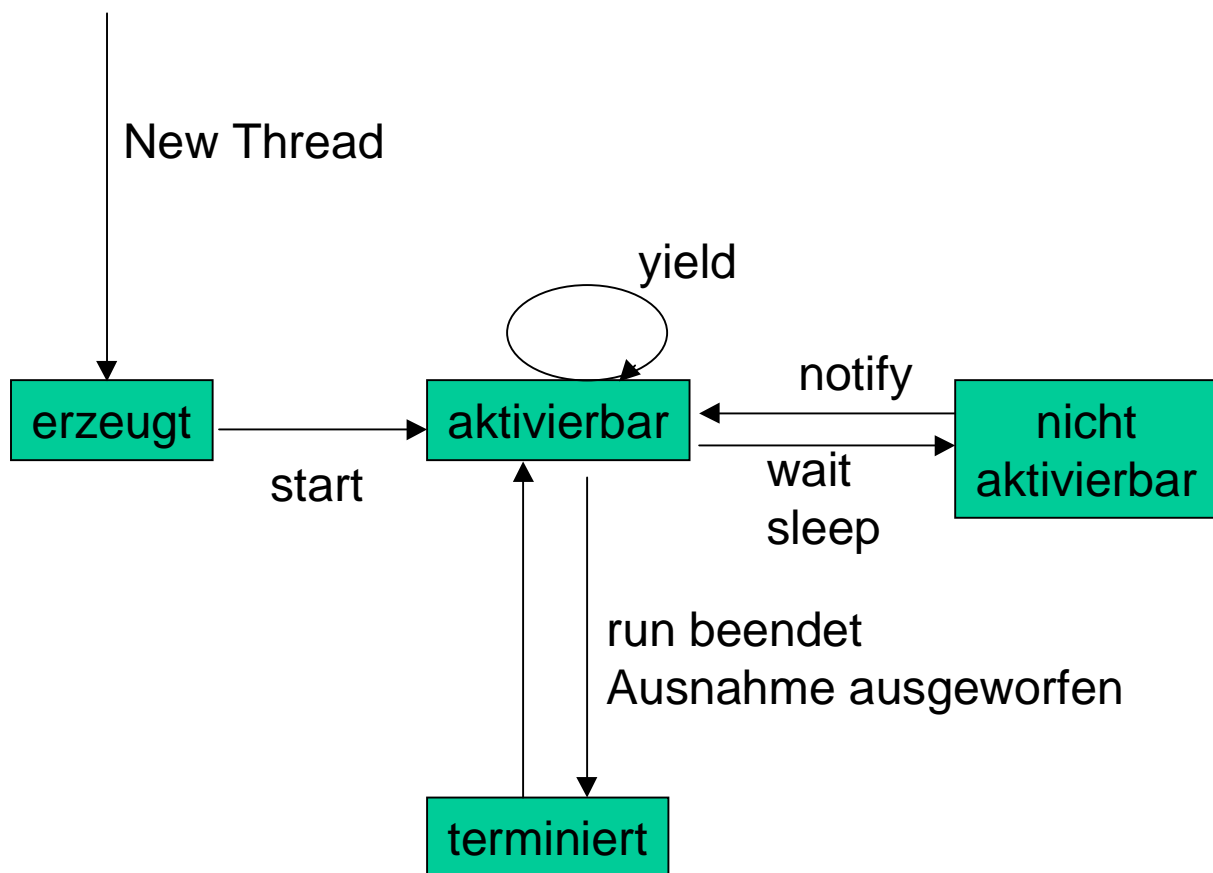 New Thread
yield
erzeugt
start
aktivierbar
notify
wait
sleep
nicht
aktivierbar
run beendet
Ausnahme ausgeworfen
terminiert